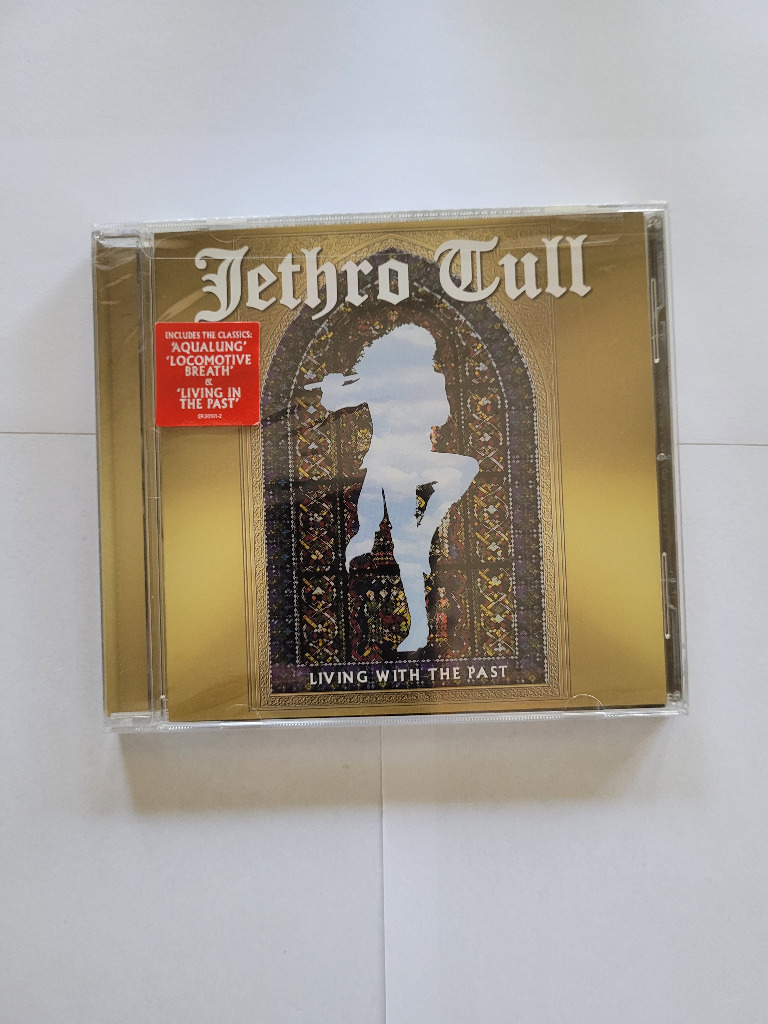 Jethro Tull
INCLUDES THE CLASSICS:
'AQUALUNG'
'LOCOMOTIVE
BREATH'
&
'LIVING IN
THE PAST'
LIVING WITH THE PAST